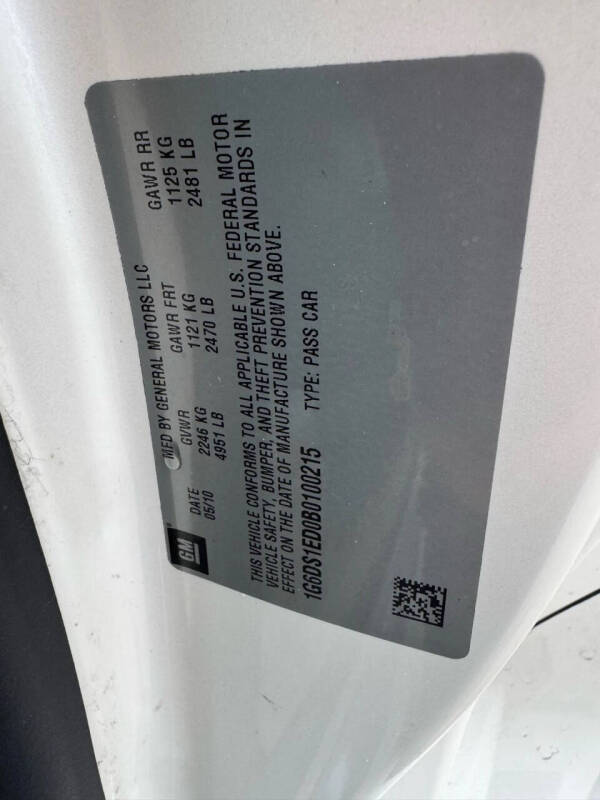 GM
MFD BY GENERAL MOTORS LLC
DATE GVWR GAWR FRT GAWR RR
05/10 2246 KG 1121 KG 1125 KG
4951 LB 2470 LB 2481 LB
THIS VEHICLE CONFORMS TO ALL APPLICABLE U.S. FEDERAL MOTOR
VEHICLE SAFETY, BUMPER, AND THEFT PREVENTION STANDARDS IN
EFFECT ON THE DATE OF MANUFACTURE SHOWN ABOVE.
1G6DS1ED0B0100215 TYPE: PASS CAR